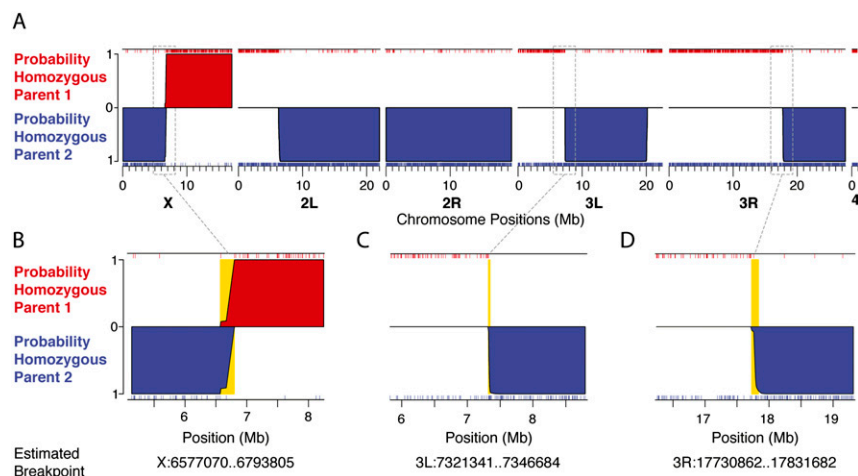 A
Probability
Homozygous
Parent 1
Probability
Homozygous
Parent 2
1
0
1
0 10 0 10 20 0 10 0 10 20 0 10 20
X 2L 2R 3L 3R 4
Chromosome Positions (Mb)
B C D
Probability
Homozygous
Parent 1
Probability
Homozygous
Parent 2
1
0
1
6 7 8 6 7 8 17 18 19
Position (Mb) Position (Mb) Position (Mb)
Estimated
Breakpoint
X:6577070..6793805 3L:7321341..7346684 3R:17730862..17831682